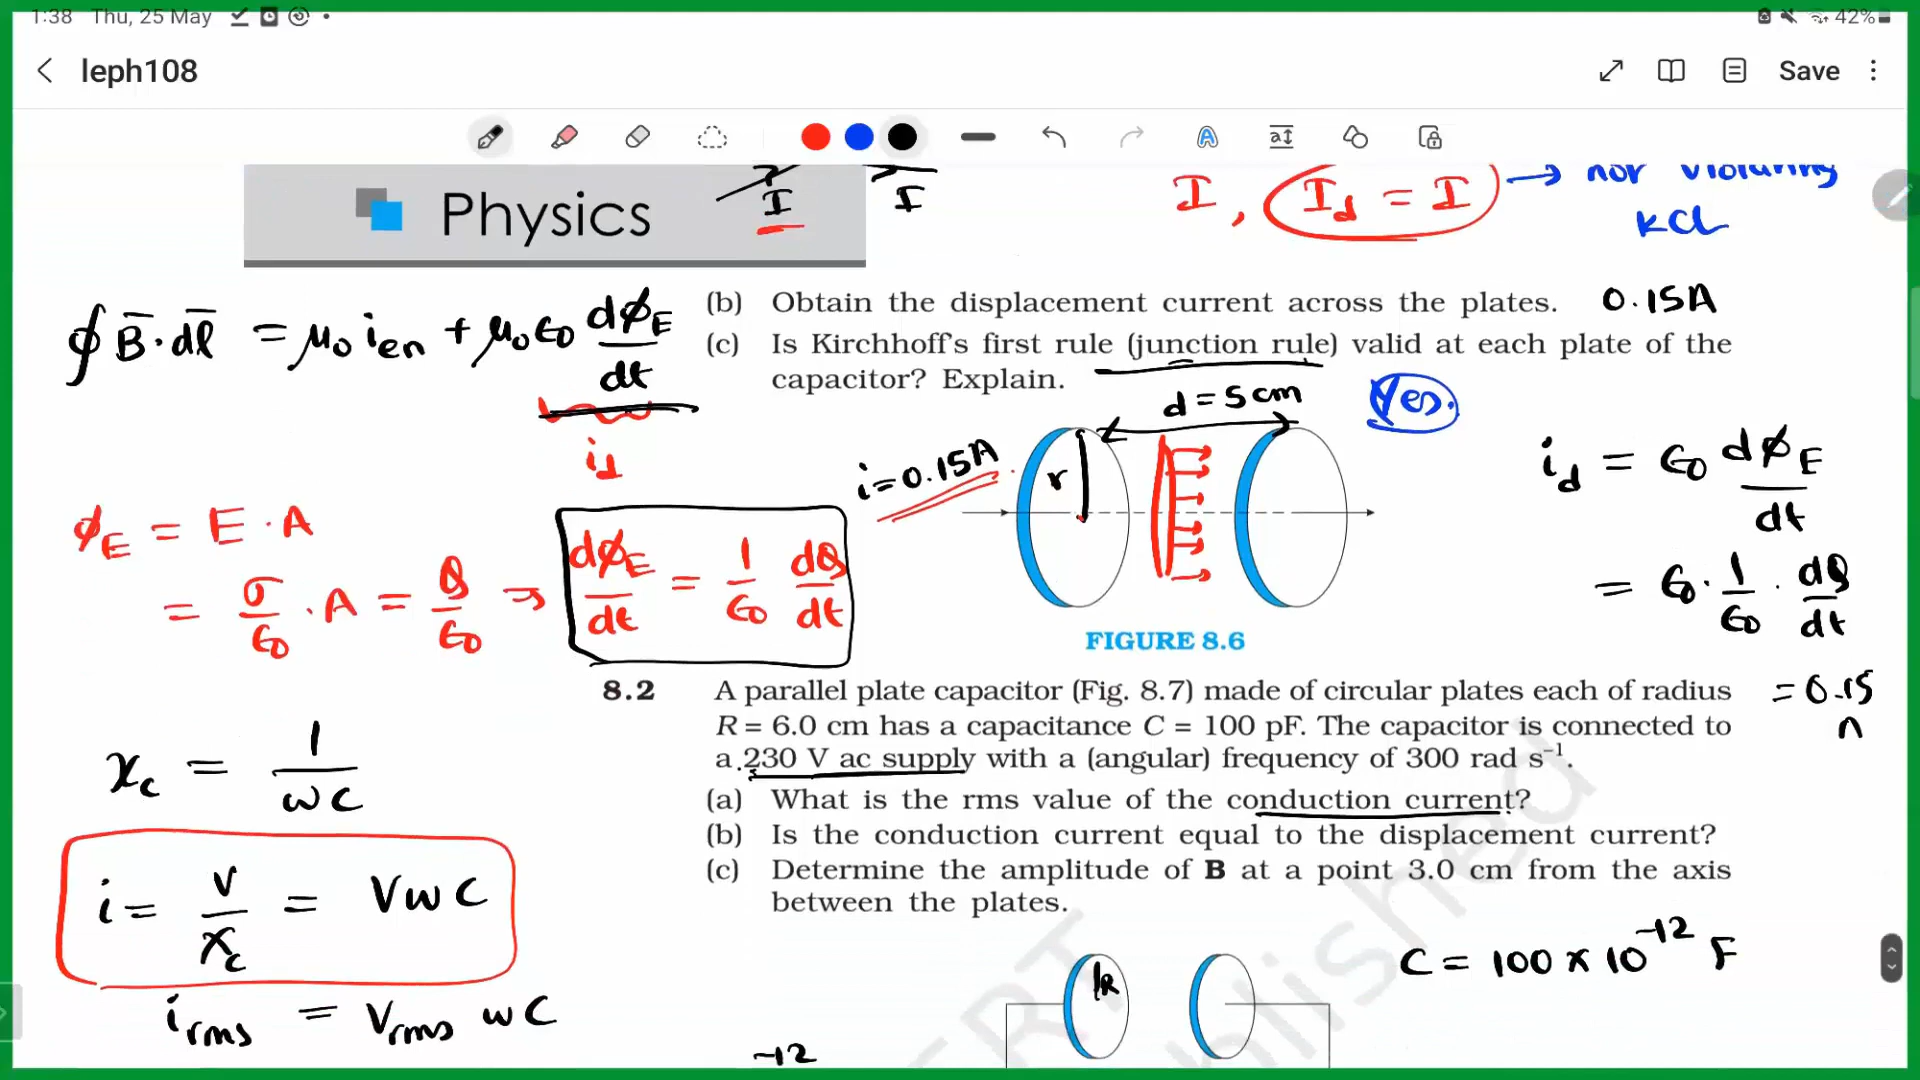 1:38 Thu, 25 May
42%
leph108
Save
Physics
I
I
I , I_d = I → not violating
KCL
∮ B̄ · dl̄ = μ₀ i_en + μ₀ ε₀ dϕ_E/dt
i_d
(b) Obtain the displacement current across the plates. 0.15A
(c) Is Kirchhoff's first rule (junction rule) valid at each plate of the
capacitor? Explain.
Yes.
d = 5 cm
i = 0.15A
r
FIGURE 8.6
i_d = ε₀ dϕ_E/dt
= ε₀ · 1/ε₀ · dQ/dt
= 0.15
A
ϕ_E = E · A
= σ/ε₀ · A = Q/ε₀ ⇒ dϕ_E/dt = 1/ε₀ dQ/dt
8.2 A parallel plate capacitor (Fig. 8.7) made of circular plates each of radius
R = 6.0 cm has a capacitance C = 100 pF. The capacitor is connected to
a 230 V ac supply with a (angular) frequency of 300 rad s⁻¹.
(a) What is the rms value of the conduction current?
(b) Is the conduction current equal to the displacement current?
(c) Determine the amplitude of B at a point 3.0 cm from the axis
between the plates.
x_c = 1/ωC
i = V/X_c = VωC
i_rms = V_rms ωC
R
C = 100 × 10⁻¹² F
-12